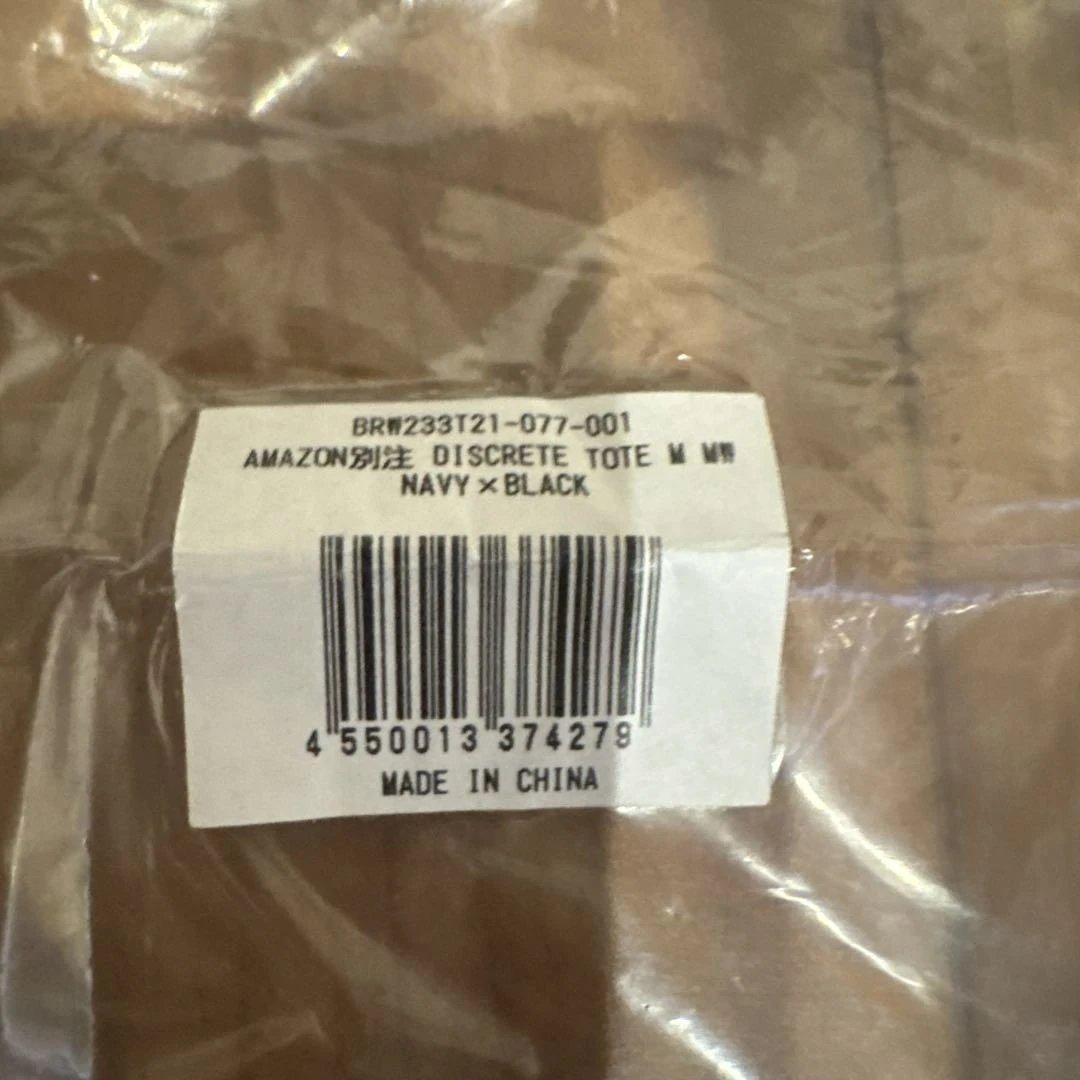 BRW233T21-077-001
AMAZON別注 DISCRETE TOTE M MW
NAVY×BLACK
4 550013 374279
MADE IN CHINA